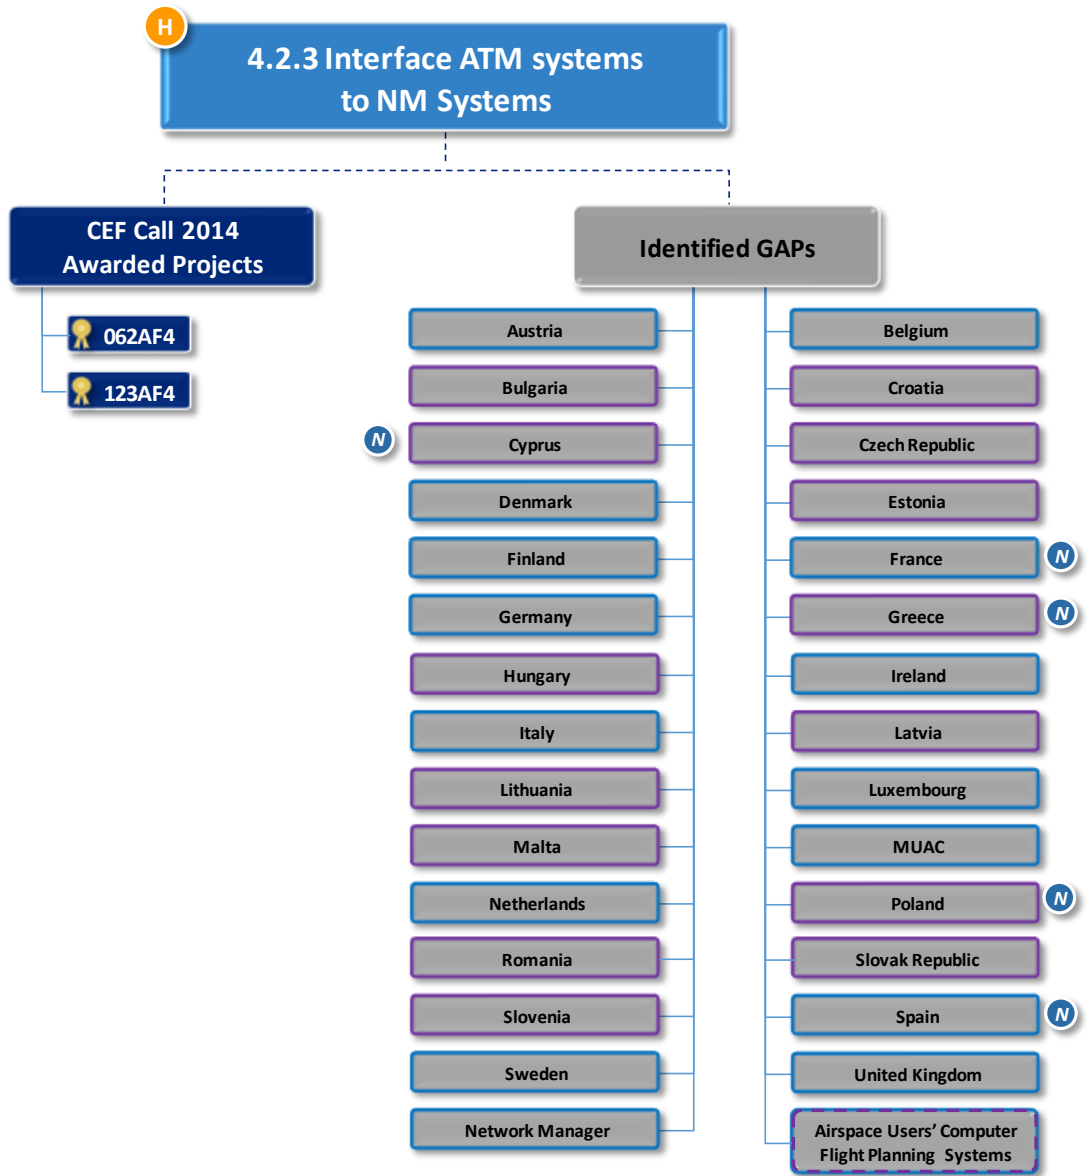 H
4.2.3 Interface ATM systems
to NM Systems
CEF Call 2014
Awarded Projects
062AF4
123AF4
Identified GAPs
Austria
Belgium
Bulgaria
Croatia
N
Cyprus
Czech Republic
Denmark
Estonia
Finland
France
N
Germany
Greece
N
Hungary
Ireland
Italy
Latvia
Lithuania
Luxembourg
Malta
MUAC
Netherlands
Poland
N
Romania
Slovak Republic
Slovenia
Spain
N
Sweden
United Kingdom
Network Manager
Airspace Users’ Computer
Flight Planning Systems